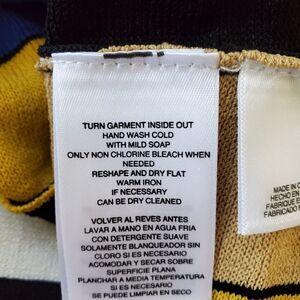 TURN GARMENT INSIDE OUT
HAND WASH COLD
WITH MILD SOAP
ONLY NON CHLORINE BLEACH WHEN
NEEDED
RESHAPE AND DRY FLAT
WARM IRON
IF NECESSARY
CAN BE DRY CLEANED
VOLVER AL REVES ANTES
LAVAR A MANO EN AGUA FRIA
CON DETERGENTE SUAVE
SOLAMENTE BLANQUEADOR SIN
CLORO SI ES NECESARIO
ACOMODAR Y SECAR SOBRE
SUPERFICIE PLANA
PLANCHAR A MEDIA TEMPERATURA
SI ES NECESARIO
SE PUEDE LIMPIAR EN SECO
MADE IN
HECHO EN
FABRIQUE
FABRICADO